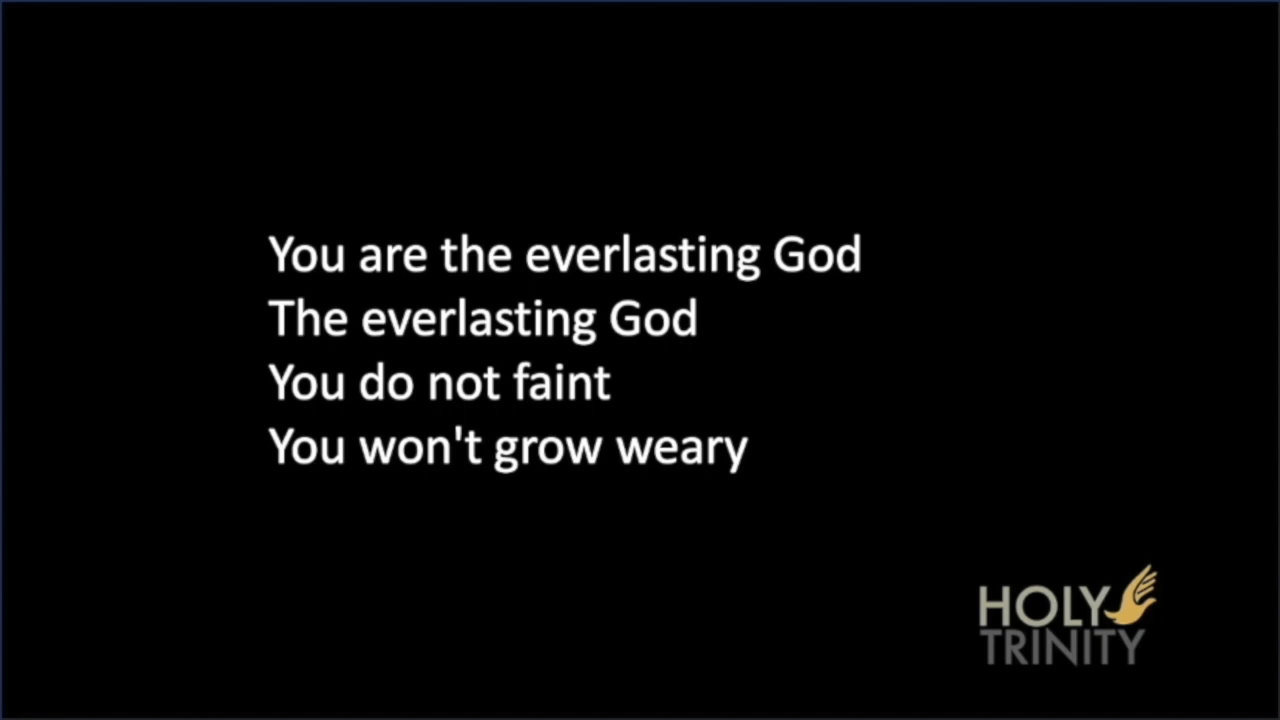 You are the everlasting God
The everlasting God
You do not faint
You won't grow weary
HOLY
TRINITY